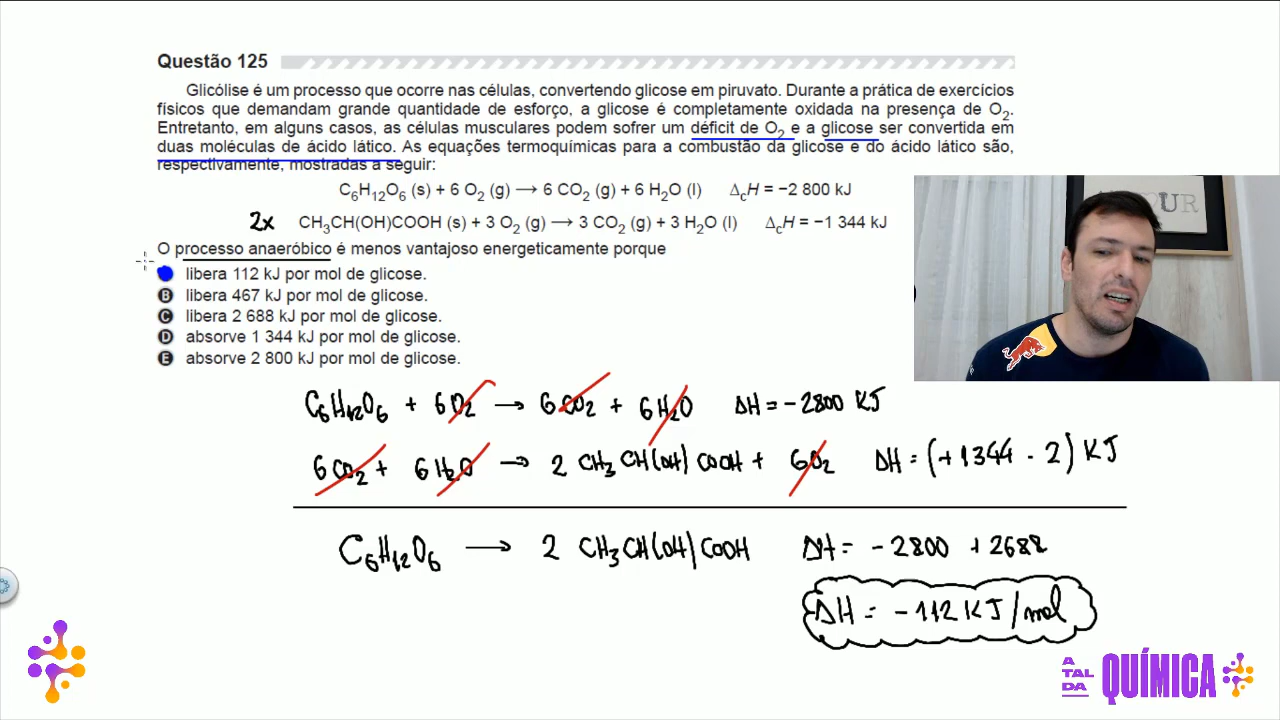 Questão 125
Glicólise é um processo que ocorre nas células, convertendo glicose em piruvato. Durante a prática de exercícios
físicos que demandam grande quantidade de esforço, a glicose é completamente oxidada na presença de O₂.
Entretanto, em alguns casos, as células musculares podem sofrer um déficit de O₂ e a glicose ser convertida em
duas moléculas de ácido lático. As equações termoquímicas para a combustão da glicose e do ácido lático são,
respectivamente, mostradas a seguir:
C₆H₁₂O₆ (s) + 6 O₂ (g) → 6 CO₂ (g) + 6 H₂O (l) ΔcH = −2 800 kJ
2x CH₃CH(OH)COOH (s) + 3 O₂ (g) → 3 CO₂ (g) + 3 H₂O (l) ΔcH = −1 344 kJ
O processo anaeróbico é menos vantajoso energeticamente porque
libera 112 kJ por mol de glicose.
B libera 467 kJ por mol de glicose.
C libera 2 688 kJ por mol de glicose.
D absorve 1 344 kJ por mol de glicose.
E absorve 2 800 kJ por mol de glicose.
C₆H₁₂O₆ + 6O₂ → 6CO₂ + 6H₂O ΔH = −2800 KJ
6CO₂ + 6H₂O → 2 CH₃CH(OH)COOH + 6O₂ ΔH = (+1344 . 2) KJ
C₆H₁₂O₆ → 2 CH₃CH(OH)COOH ΔH = −2800 +2688
ΔH = −112 KJ/mol
A TAL DA QUÍMICA